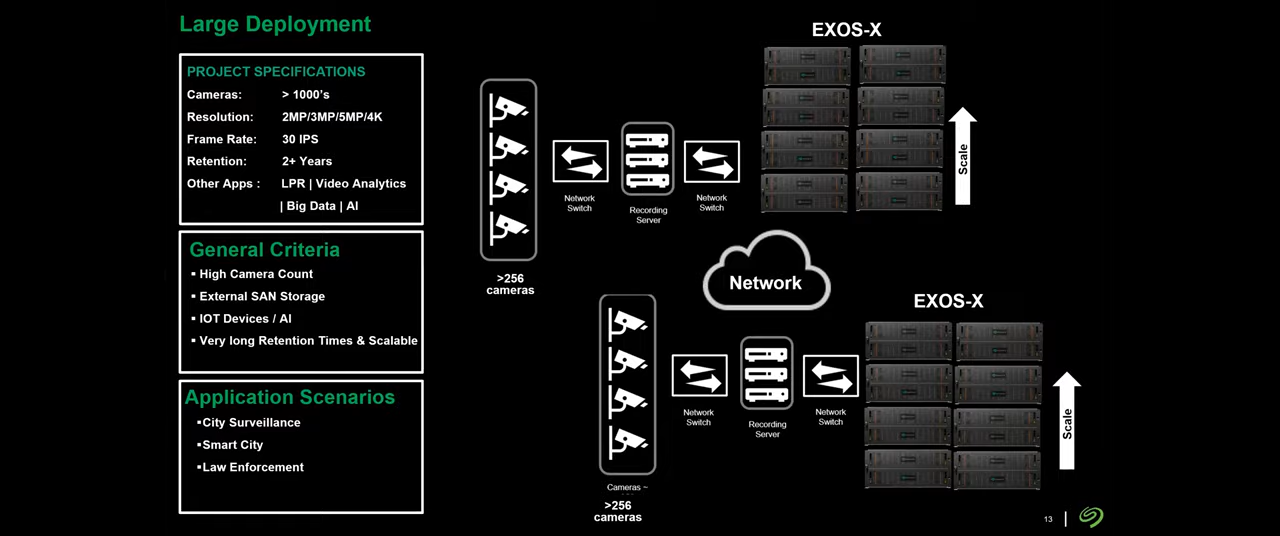 Large Deployment
PROJECT SPECIFICATIONS
Cameras: > 1000's
Resolution: 2MP/3MP/5MP/4K
Frame Rate: 30 IPS
Retention: 2+ Years
Other Apps : LPR | Video Analytics
| Big Data | AI
General Criteria
▪ High Camera Count
▪ External SAN Storage
▪ IOT Devices / AI
▪ Very long Retention Times & Scalable
Application Scenarios
▪City Surveillance
▪Smart City
▪Law Enforcement
EXOS-X
Scale
Network
Switch
Recording
Server
Network
Switch
>256
cameras
Network
EXOS-X
Scale
Network
Switch
Recording
Server
Network
Switch
Cameras ~
>256
cameras
13